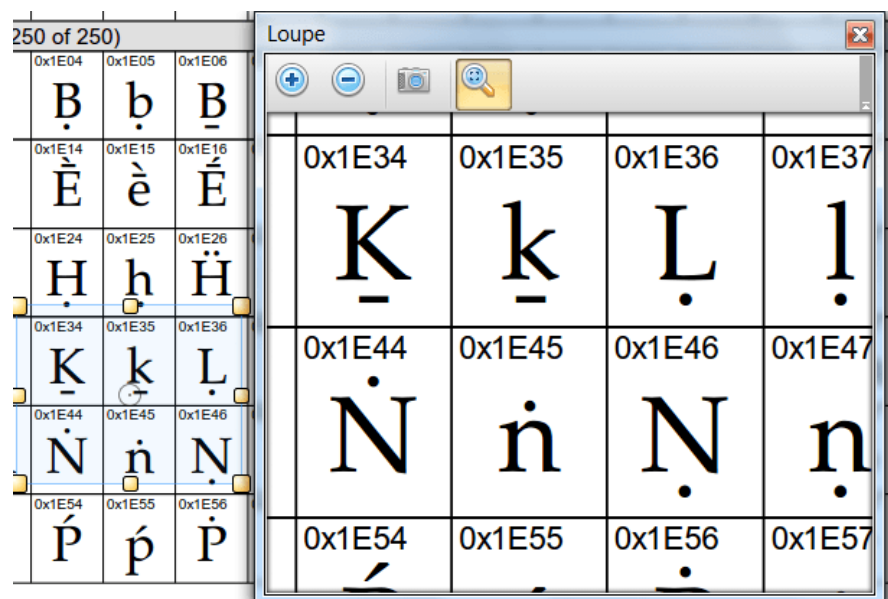 250 of 250)
0x1E04 0x1E05 0x1E06
Ḅ ḅ Ḇ
0x1E14 0x1E15 0x1E16
Ḕ ḕ Ḗ
0x1E24 0x1E25 0x1E26
Ḥ ḥ Ḧ
0x1E34 0x1E35 0x1E36
Ḵ ḵ Ḷ
0x1E44 0x1E45 0x1E46
Ṅ ṅ Ṇ
0x1E54 0x1E55 0x1E56
Ṕ ṕ Ṗ
Loupe
0x1E34 0x1E35 0x1E36 0x1E37
Ḵ ḵ Ḷ ḷ
0x1E44 0x1E45 0x1E46 0x1E47
Ṅ ṅ Ṇ ṇ
0x1E54 0x1E55 0x1E56 0x1E57